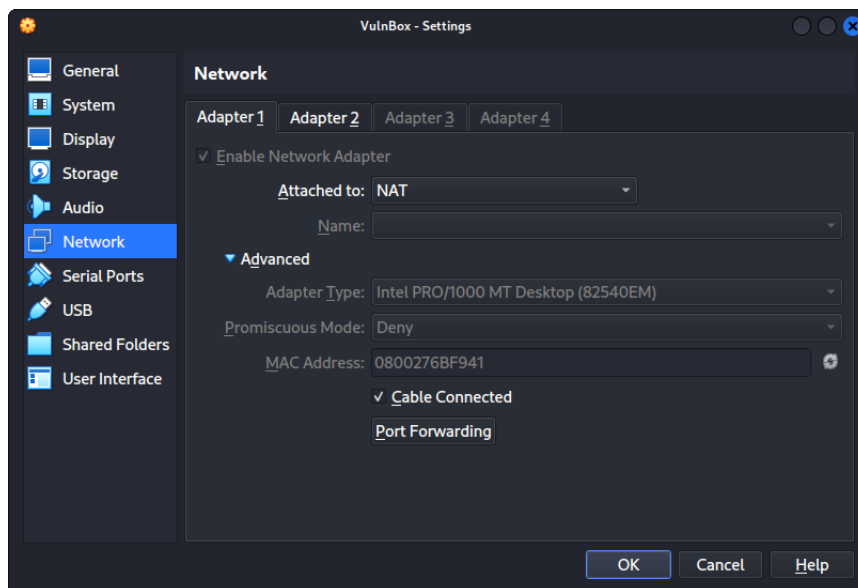 VulnBox - Settings
General
System
Display
Storage
Audio
Network
Serial Ports
USB
Shared Folders
User Interface
Network
Adapter 1 Adapter 2 Adapter 3 Adapter 4
Enable Network Adapter
Attached to: NAT
Name:
Advanced
Adapter Type: Intel PRO/1000 MT Desktop (82540EM)
Promiscuous Mode: Deny
MAC Address: 0800276BF941
Cable Connected
Port Forwarding
OK Cancel Help